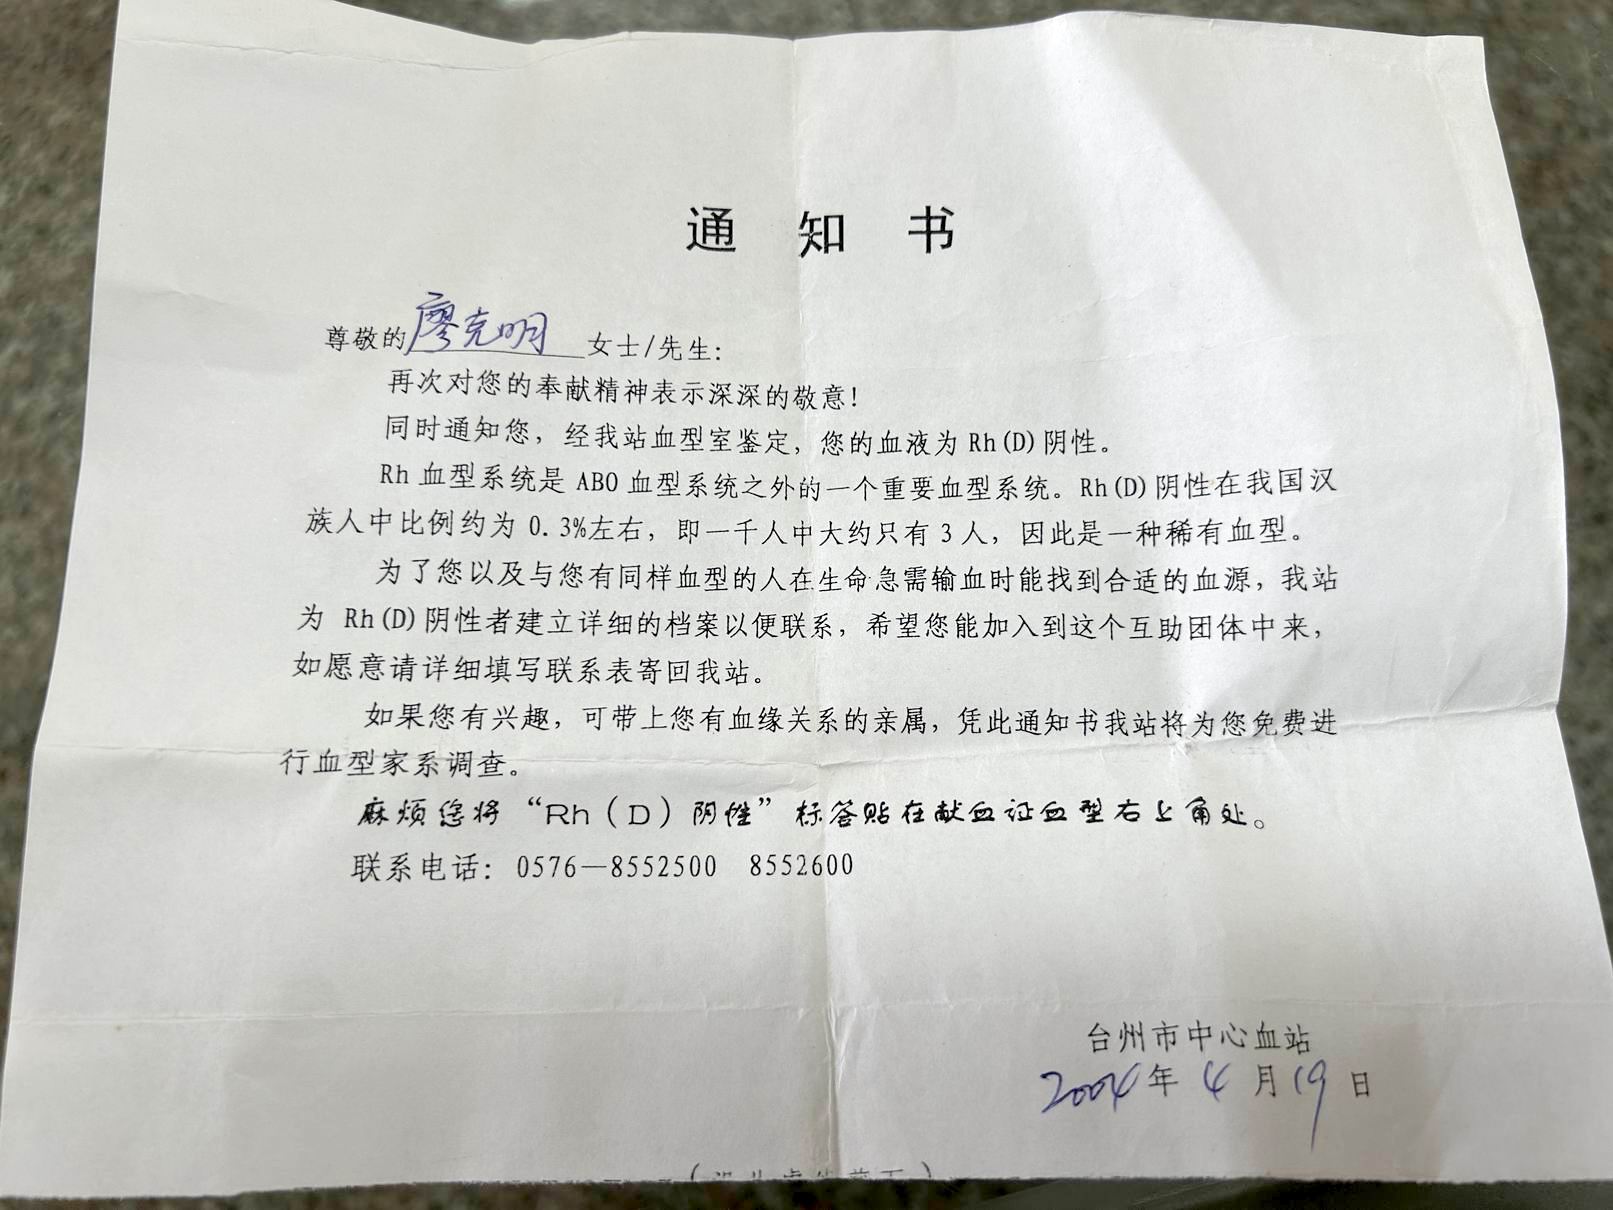 通 知 书
尊敬的廖克明 女士/先生:
再次对您的奉献精神表示深深的敬意!
同时通知您，经我站血型室鉴定，您的血液为 Rh(D)阴性。
Rh 血型系统是 ABO 血型系统之外的一个重要血型系统。Rh(D)阴性在我国汉
族人中比例约为 0.3%左右，即一千人中大约只有 3 人，因此是一种稀有血型。
为了您以及与您有同样血型的人在生命急需输血时能找到合适的血源，我站
为 Rh(D)阴性者建立详细的档案以便联系，希望您能加入到这个互助团体中来，
如愿意请详细填写联系表寄回我站。
如果您有兴趣，可带上您有血缘关系的亲属，凭此通知书我站将为您免费进
行血型家系调查。
麻烦您将“Rh(D)阴性”标签贴在献血证血型右上角处。
联系电话: 0576—8552500 8552600
台州市中心血站
2004年 4 月 19 日